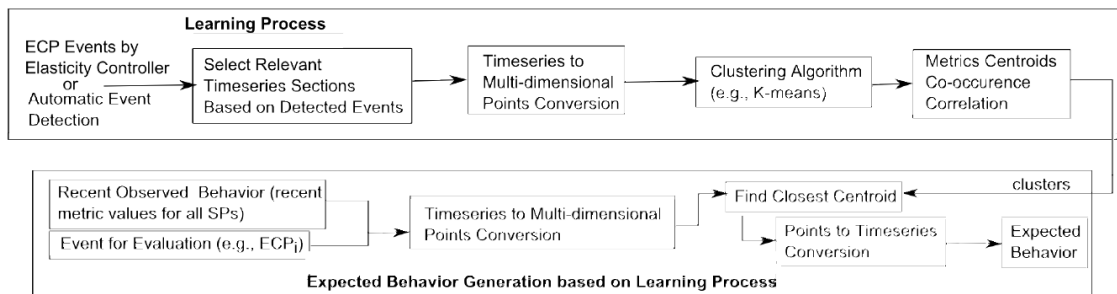 Learning Process
ECP Events by
Elasticity Controller
or
Automatic Event
Detection
Select Relevant
Timeseries Sections
Based on Detected Events
Timeseries to
Multi-dimensional
Points Conversion
Clustering Algorithm
(e.g., K-means)
Metrics Centroids
Co-occurence
Correlation
Recent Observed Behavior (recent
metric values for all SPs)
Event for Evaluation (e.g., ECPi)
Timeseries to Multi-dimensional
Points Conversion
Find Closest Centroid
clusters
Points to Timeseries
Conversion
Expected
Behavior
Expected Behavior Generation based on Learning Process